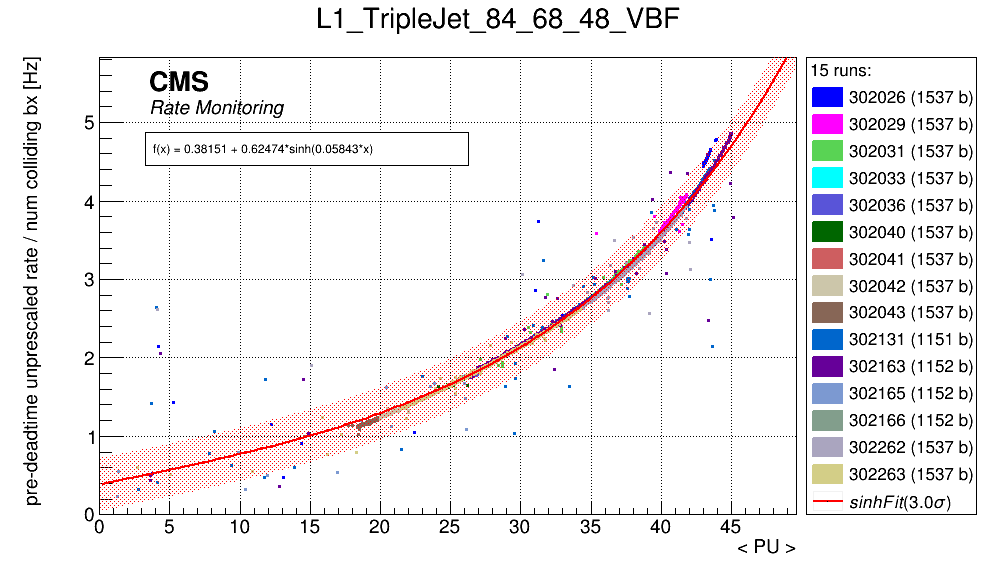 L1_TripleJet_84_68_48_VBF
pre-deadtime unprescaled rate / num colliding bx [Hz]
CMS
Rate Monitoring
f(x) = 0.38151 + 0.62474*sinh(0.05843*x)
5
4
3
2
1
0
0 5 10 15 20 25 30 35 40 45
< PU >
15 runs:
302026 (1537 b)
302029 (1537 b)
302031 (1537 b)
302033 (1537 b)
302036 (1537 b)
302040 (1537 b)
302041 (1537 b)
302042 (1537 b)
302043 (1537 b)
302131 (1151 b)
302163 (1152 b)
302165 (1152 b)
302166 (1152 b)
302262 (1537 b)
302263 (1537 b)
sinhFit(3.0σ)